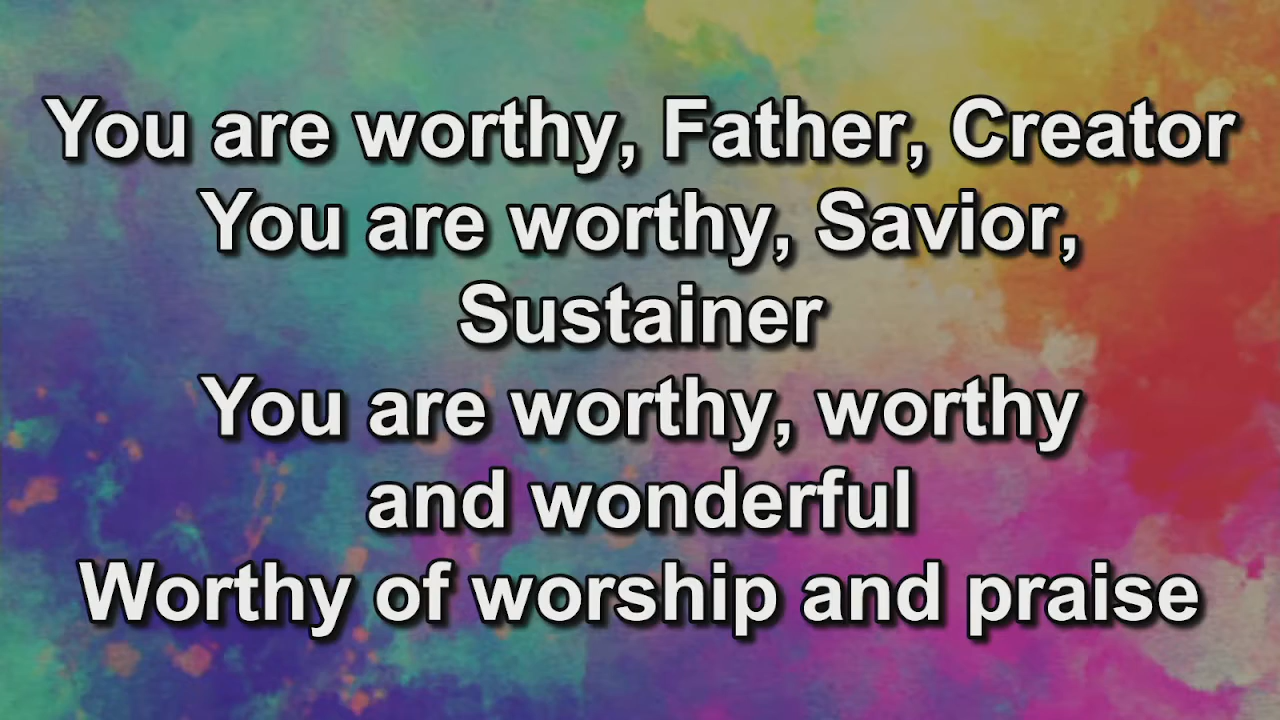 You are worthy, Father, Creator
You are worthy, Savior,
Sustainer
You are worthy, worthy
and wonderful
Worthy of worship and praise